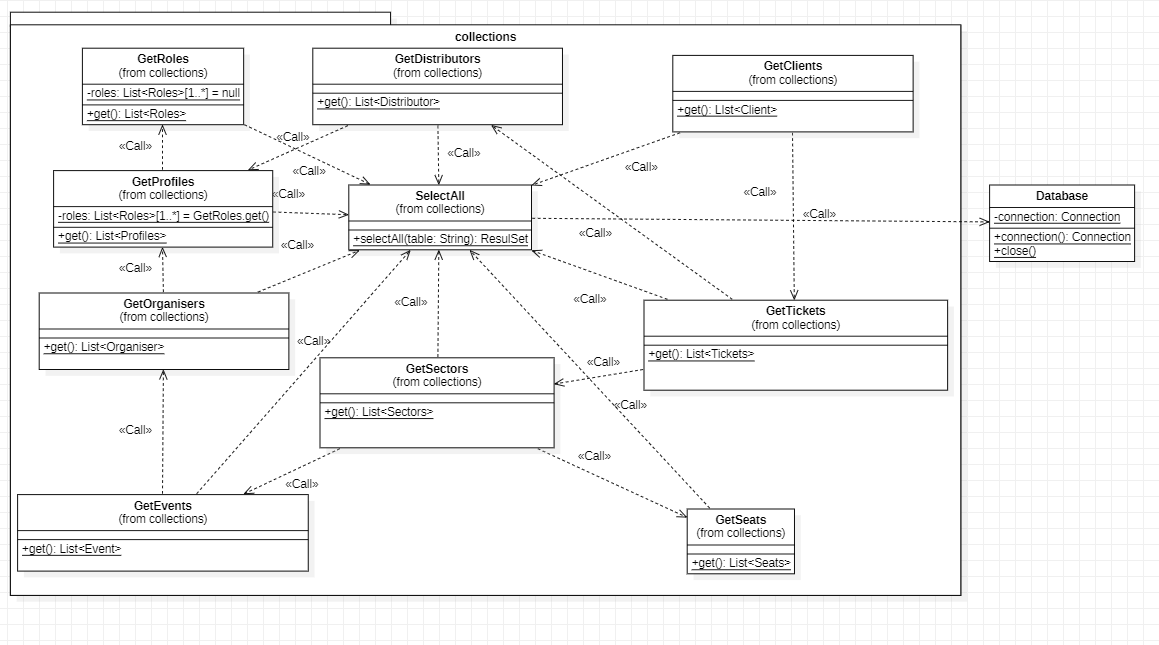 collections
GetRoles
(from collections)
-roles: List<Roles>[1..*] = null
+get(): List<Roles>
GetDistributors
(from collections)
+get(): List<Distributor>
GetClients
(from collections)
+get(): List<Client>
«Call»
«Call»
«Call»
«Call»
«Call»
GetProfiles
(from collections)
-roles: List<Roles>[1..*] = GetRoles.get()
+get(): List<Profiles>
«Call»
SelectAll
(from collections)
+selectAll(table: String): ResulSet
«Call»
«Call»
Database
-connection: Connection
+connection(): Connection
+close()
«Call»
«Call»
«Call»
GetOrganisers
(from collections)
+get(): List<Organiser>
«Call»
«Call»
GetTickets
(from collections)
+get(): List<Tickets>
«Call»
GetSectors
(from collections)
+get(): List<Sectors>
«Call»
«Call»
«Call»
«Call»
«Call»
GetEvents
(from collections)
+get(): List<Event>
GetSeats
(from collections)
+get(): List<Seats>